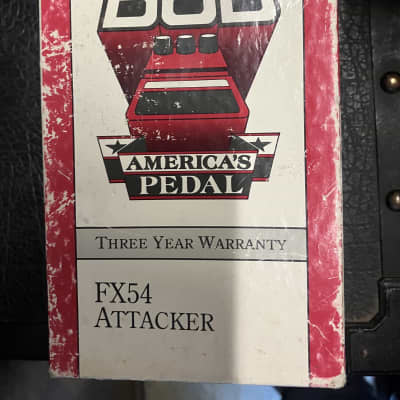 DOD
AMERICA'S
PEDAL
THREE YEAR WARRANTY
FX54
ATTACKER